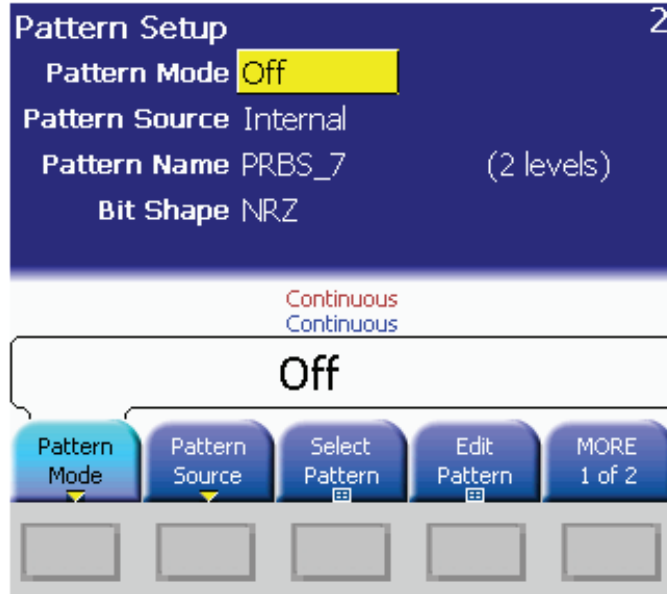 Pattern Setup 2
Pattern Mode Off
Pattern Source Internal
Pattern Name PRBS_7 (2 levels)
Bit Shape NRZ
Continuous
Continuous
Off
Pattern Mode
Pattern Source
Select Pattern
Edit Pattern
MORE 1 of 2